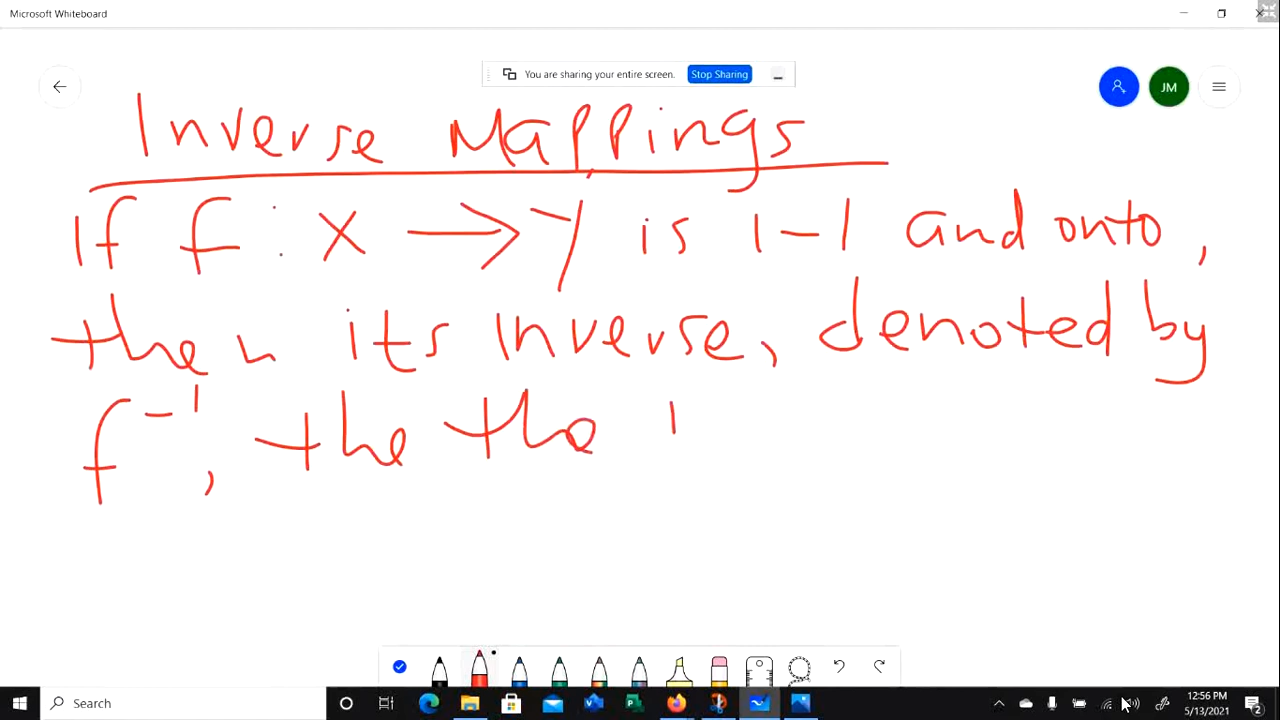 Microsoft Whiteboard
You are sharing your entire screen. Stop Sharing
JM
Inverse Mappings
If f : X → Y is 1-1 and onto,
then its inverse, denoted by
f⁻¹, the the
Search
12:56 PM
5/13/2021
2